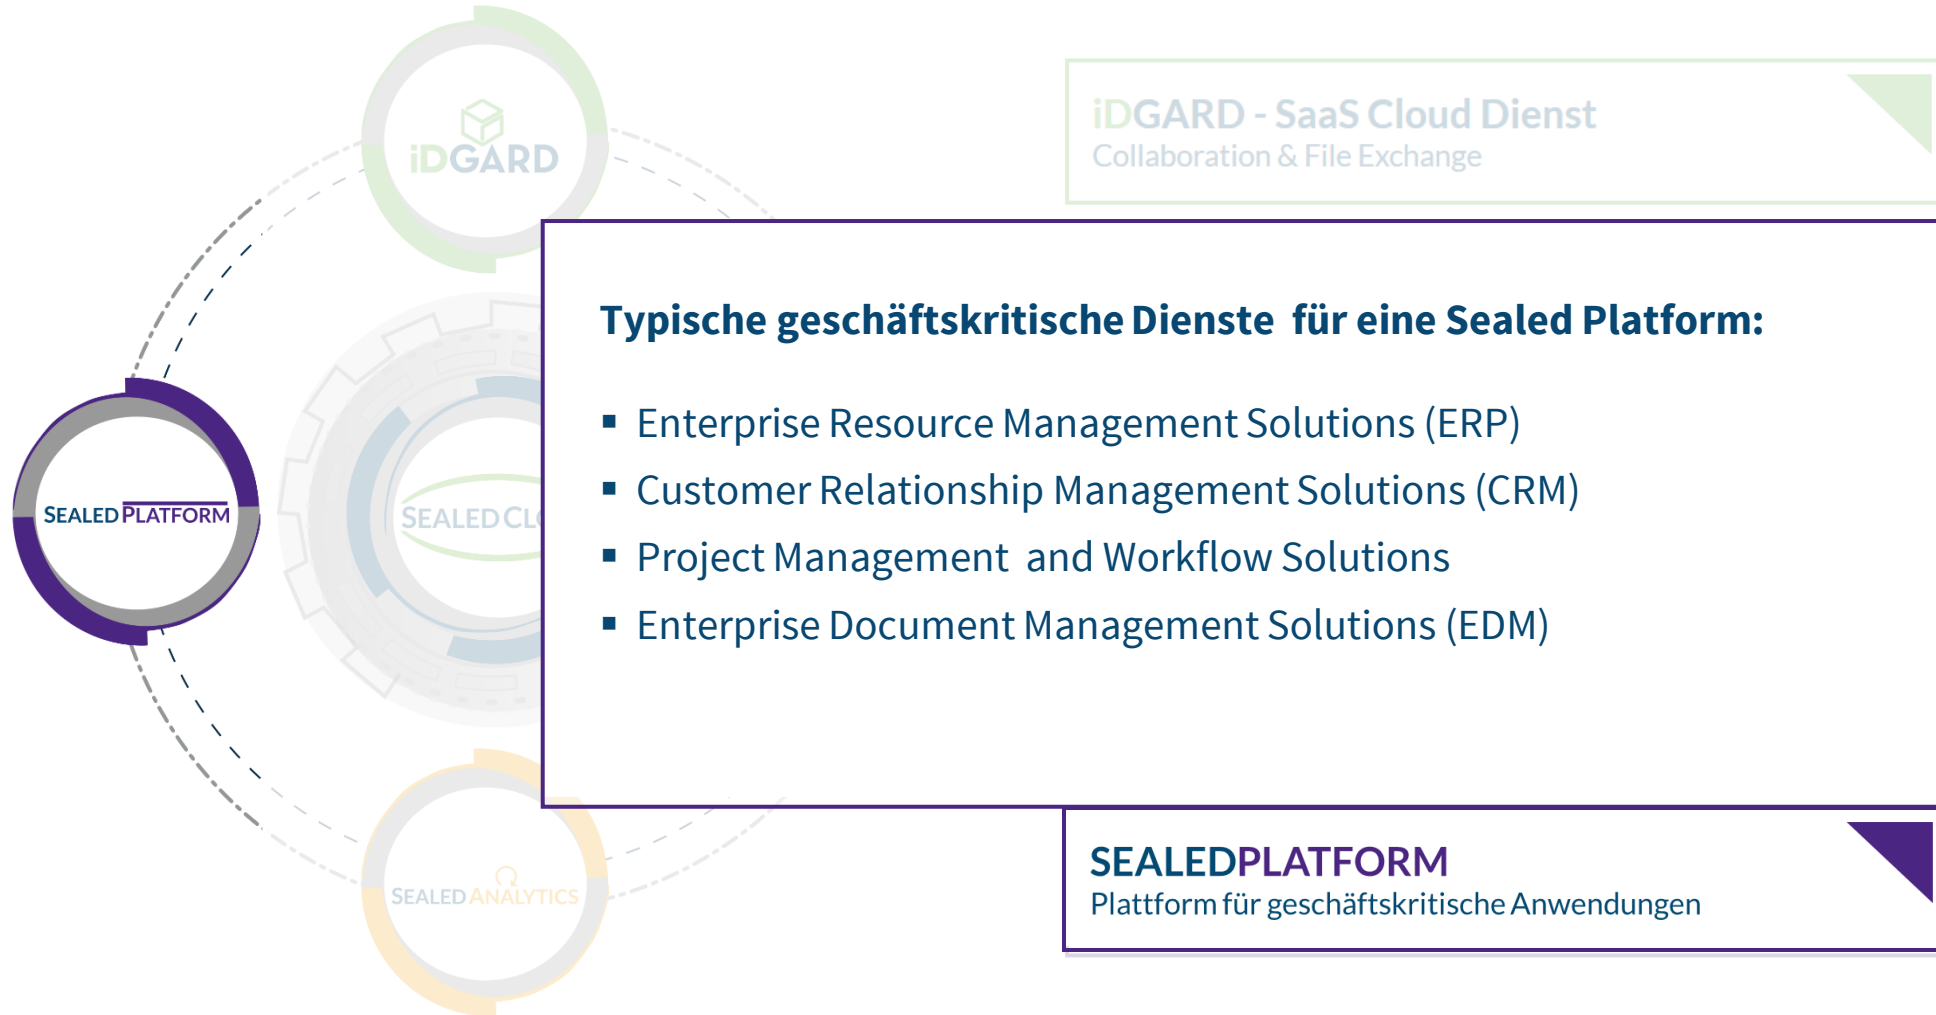 iDGARD
iDGARD - SaaS Cloud Dienst
Collaboration & File Exchange
Typische geschäftskritische Dienste für eine Sealed Platform:
▪ Enterprise Resource Management Solutions (ERP)
▪ Customer Relationship Management Solutions (CRM)
▪ Project Management and Workflow Solutions
▪ Enterprise Document Management Solutions (EDM)
SEALED PLATFORM
SEALED CLO
SEALED ANALYTICS
SEALEDPLATFORM
Plattform für geschäftskritische Anwendungen